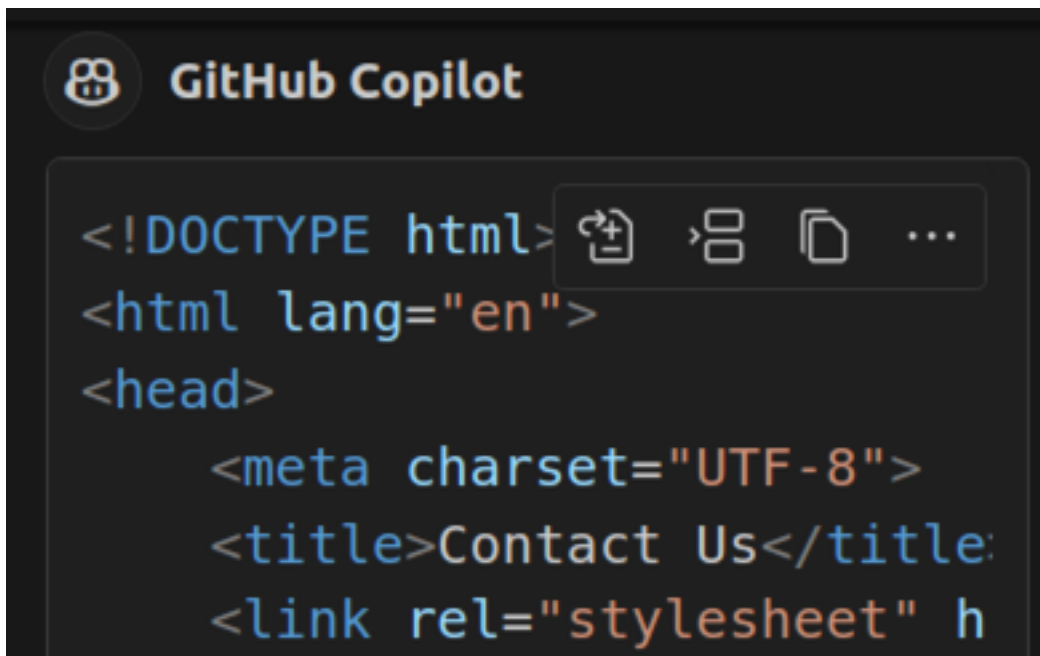 GitHub Copilot
<!DOCTYPE html>
<html lang="en">
<head>
<meta charset="UTF-8">
<title>Contact Us</title
<link rel="stylesheet" h